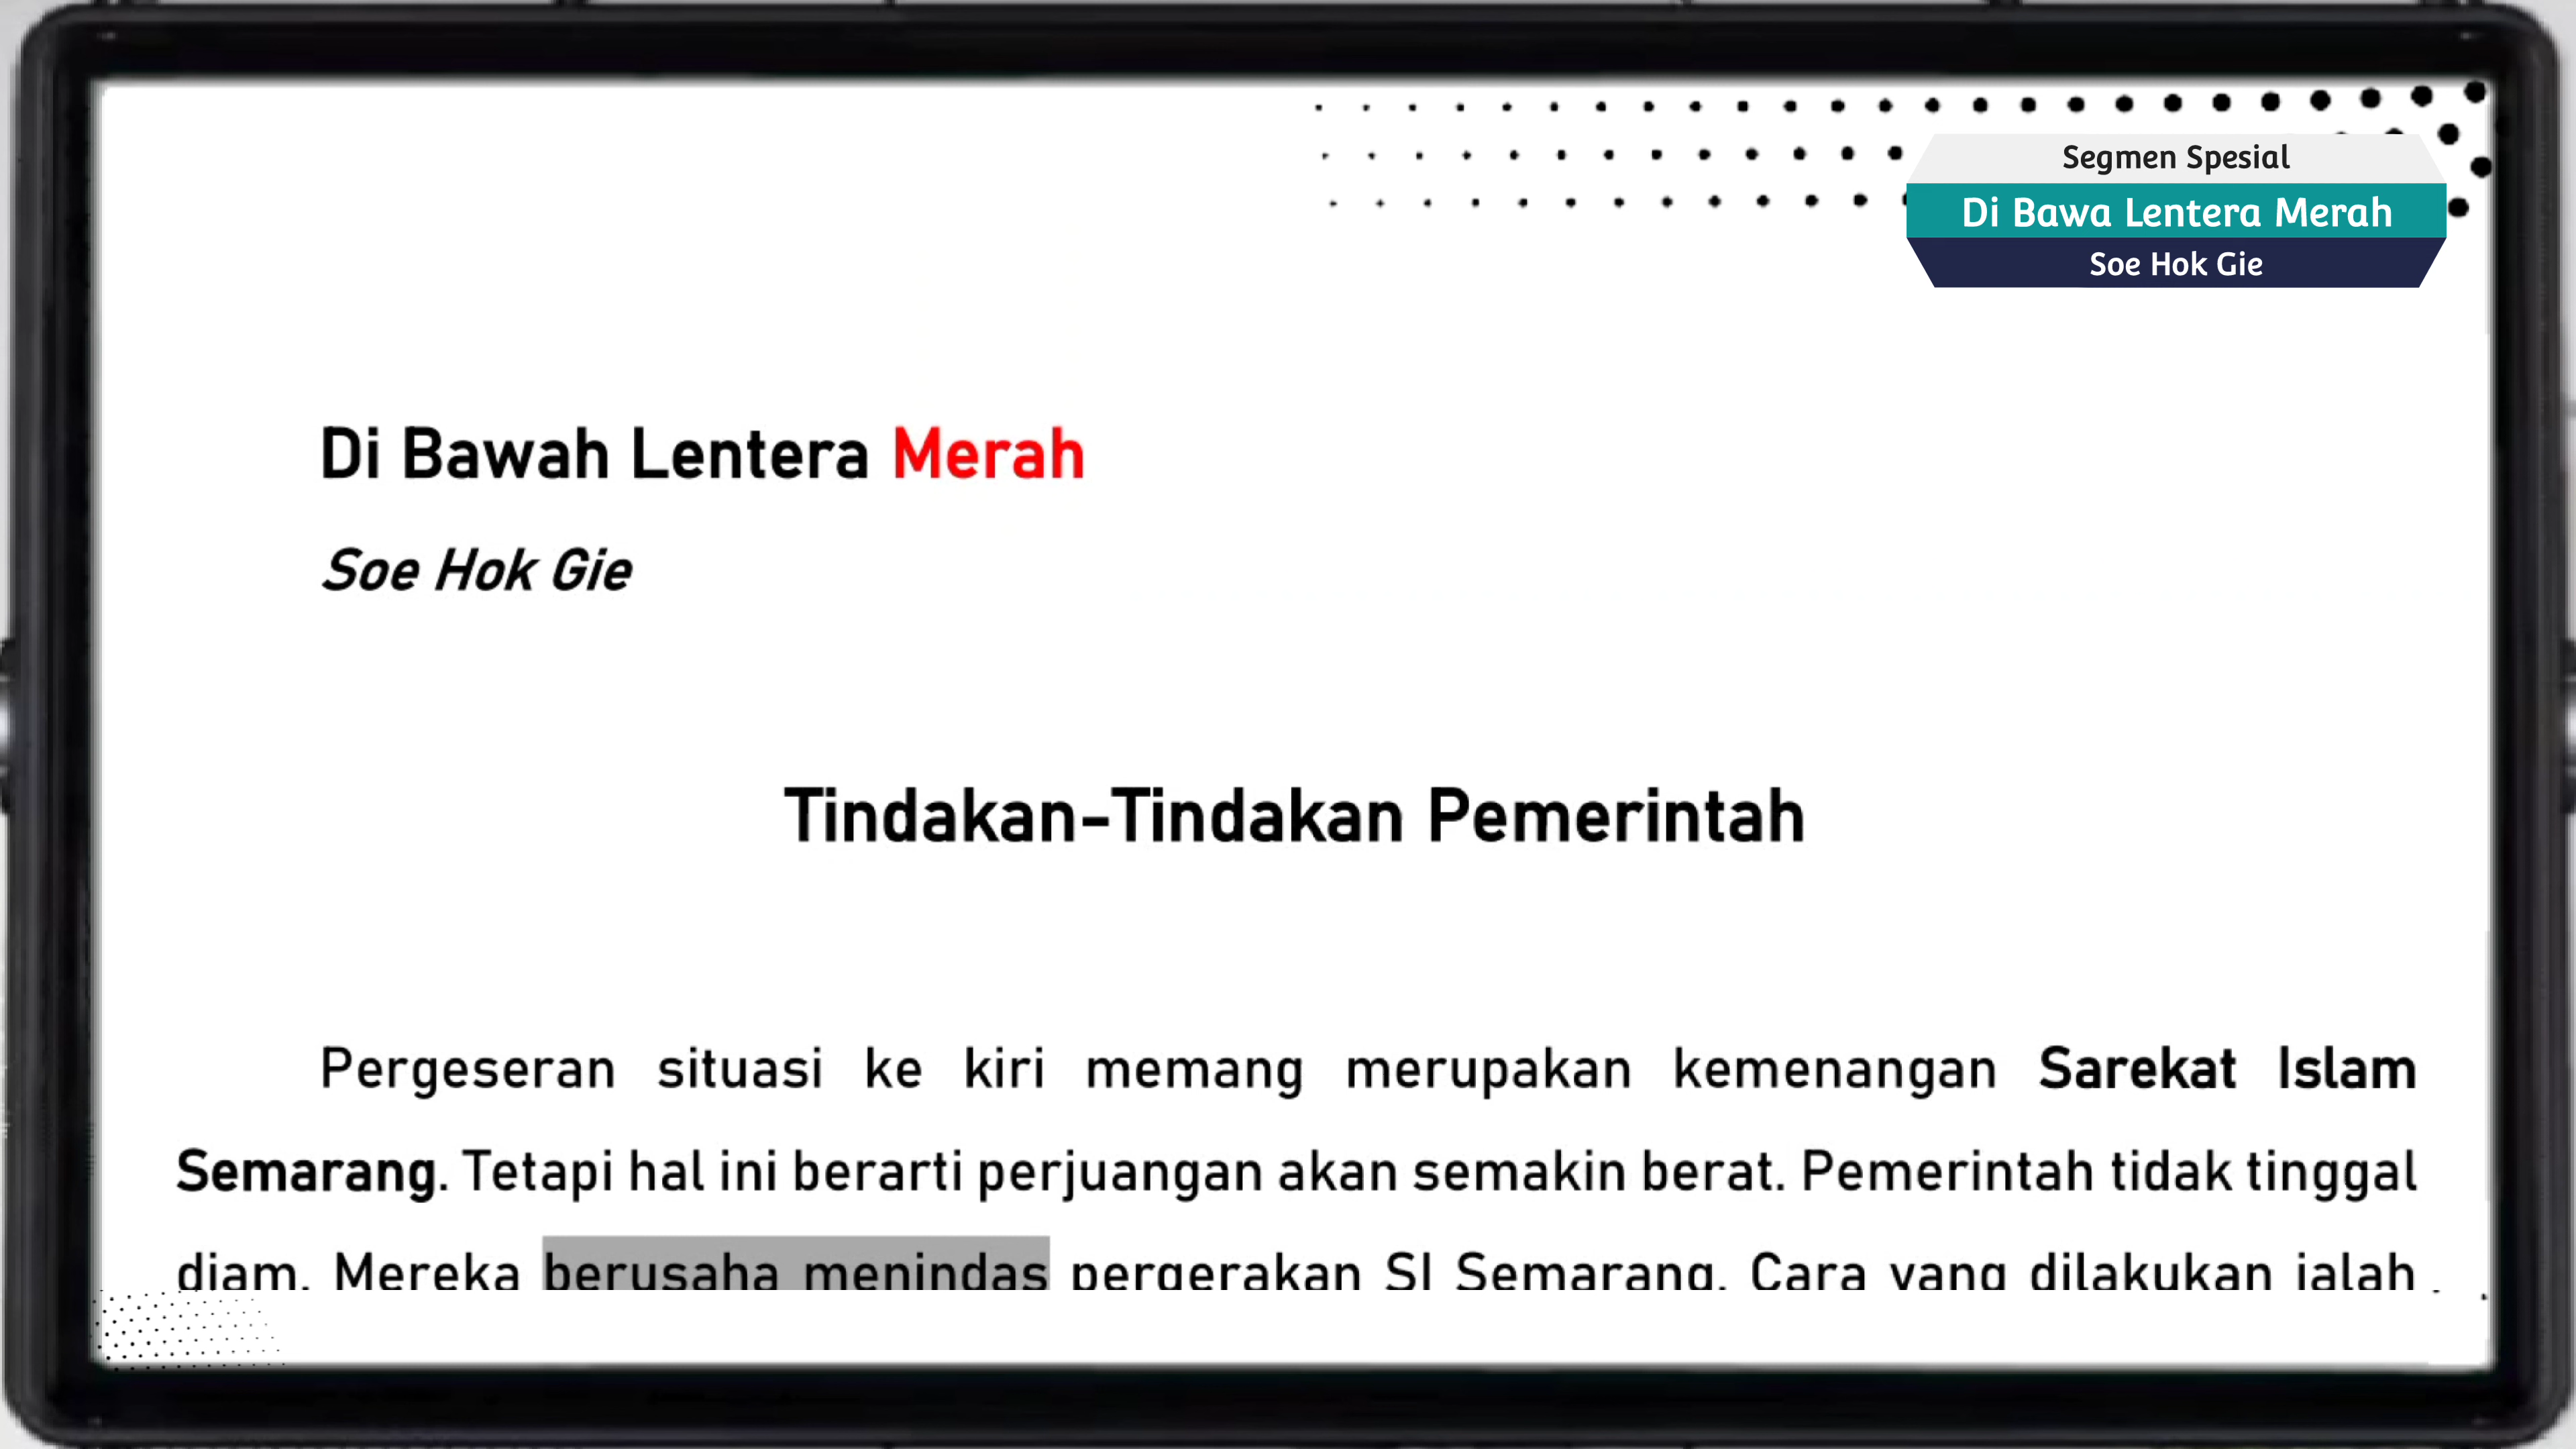 Segmen Spesial
Di Bawa Lentera Merah
Soe Hok Gie
Di Bawah Lentera Merah
Soe Hok Gie
Tindakan-Tindakan Pemerintah
Pergeseran situasi ke kiri memang merupakan kemenangan Sarekat Islam
Semarang. Tetapi hal ini berarti perjuangan akan semakin berat. Pemerintah tidak tinggal
diam. Mereka berusaha menindas pergerakan SI Semarang. Cara yang dilakukan ialah